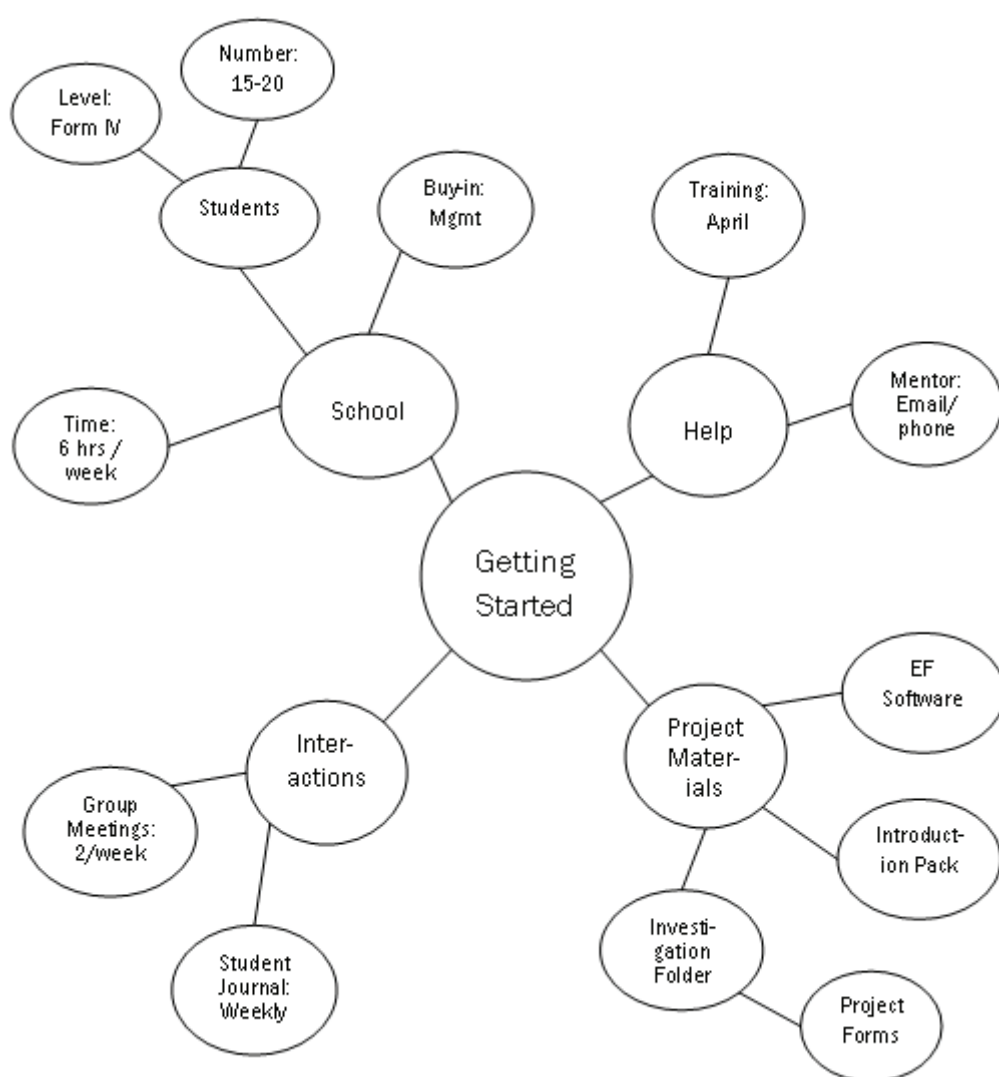 Number:
15-20
Level:
Form IV
Students
Buy-in:
Mgmt
Training:
April
School
Time:
6 hrs /
week
Help
Mentor:
Email/
phone
Getting
Started
Inter-
actions
Group
Meetings:
2/week
Student
Journal:
Weekly
Project
Mater-
ials
EF
Software
Introduct-
ion Pack
Investi-
gation
Folder
Project
Forms